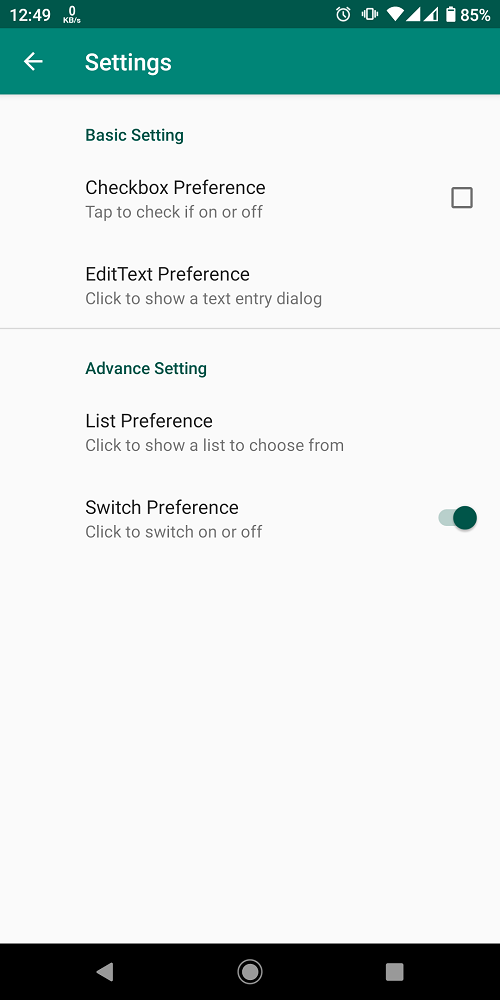 12:49 0 KB/s 85%
Settings
Basic Setting
Checkbox Preference
Tap to check if on or off
EditText Preference
Click to show a text entry dialog
Advance Setting
List Preference
Click to show a list to choose from
Switch Preference
Click to switch on or off